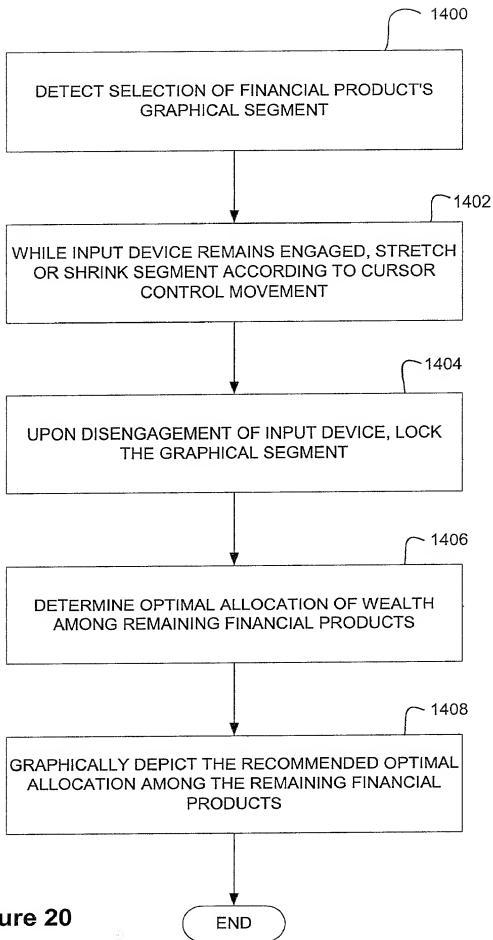 1400
DETECT SELECTION OF FINANCIAL PRODUCT'S
GRAPHICAL SEGMENT
1402
WHILE INPUT DEVICE REMAINS ENGAGED, STRETCH
OR SHRINK SEGMENT ACCORDING TO CURSOR
CONTROL MOVEMENT
1404
UPON DISENGAGEMENT OF INPUT DEVICE, LOCK
THE GRAPHICAL SEGMENT
1406
DETERMINE OPTIMAL ALLOCATION OF WEALTH
AMONG REMAINING FINANCIAL PRODUCTS
1408
GRAPHICALLY DEPICT THE RECOMMENDED OPTIMAL
ALLOCATION AMONG THE REMAINING FINANCIAL
PRODUCTS
ure 20
END